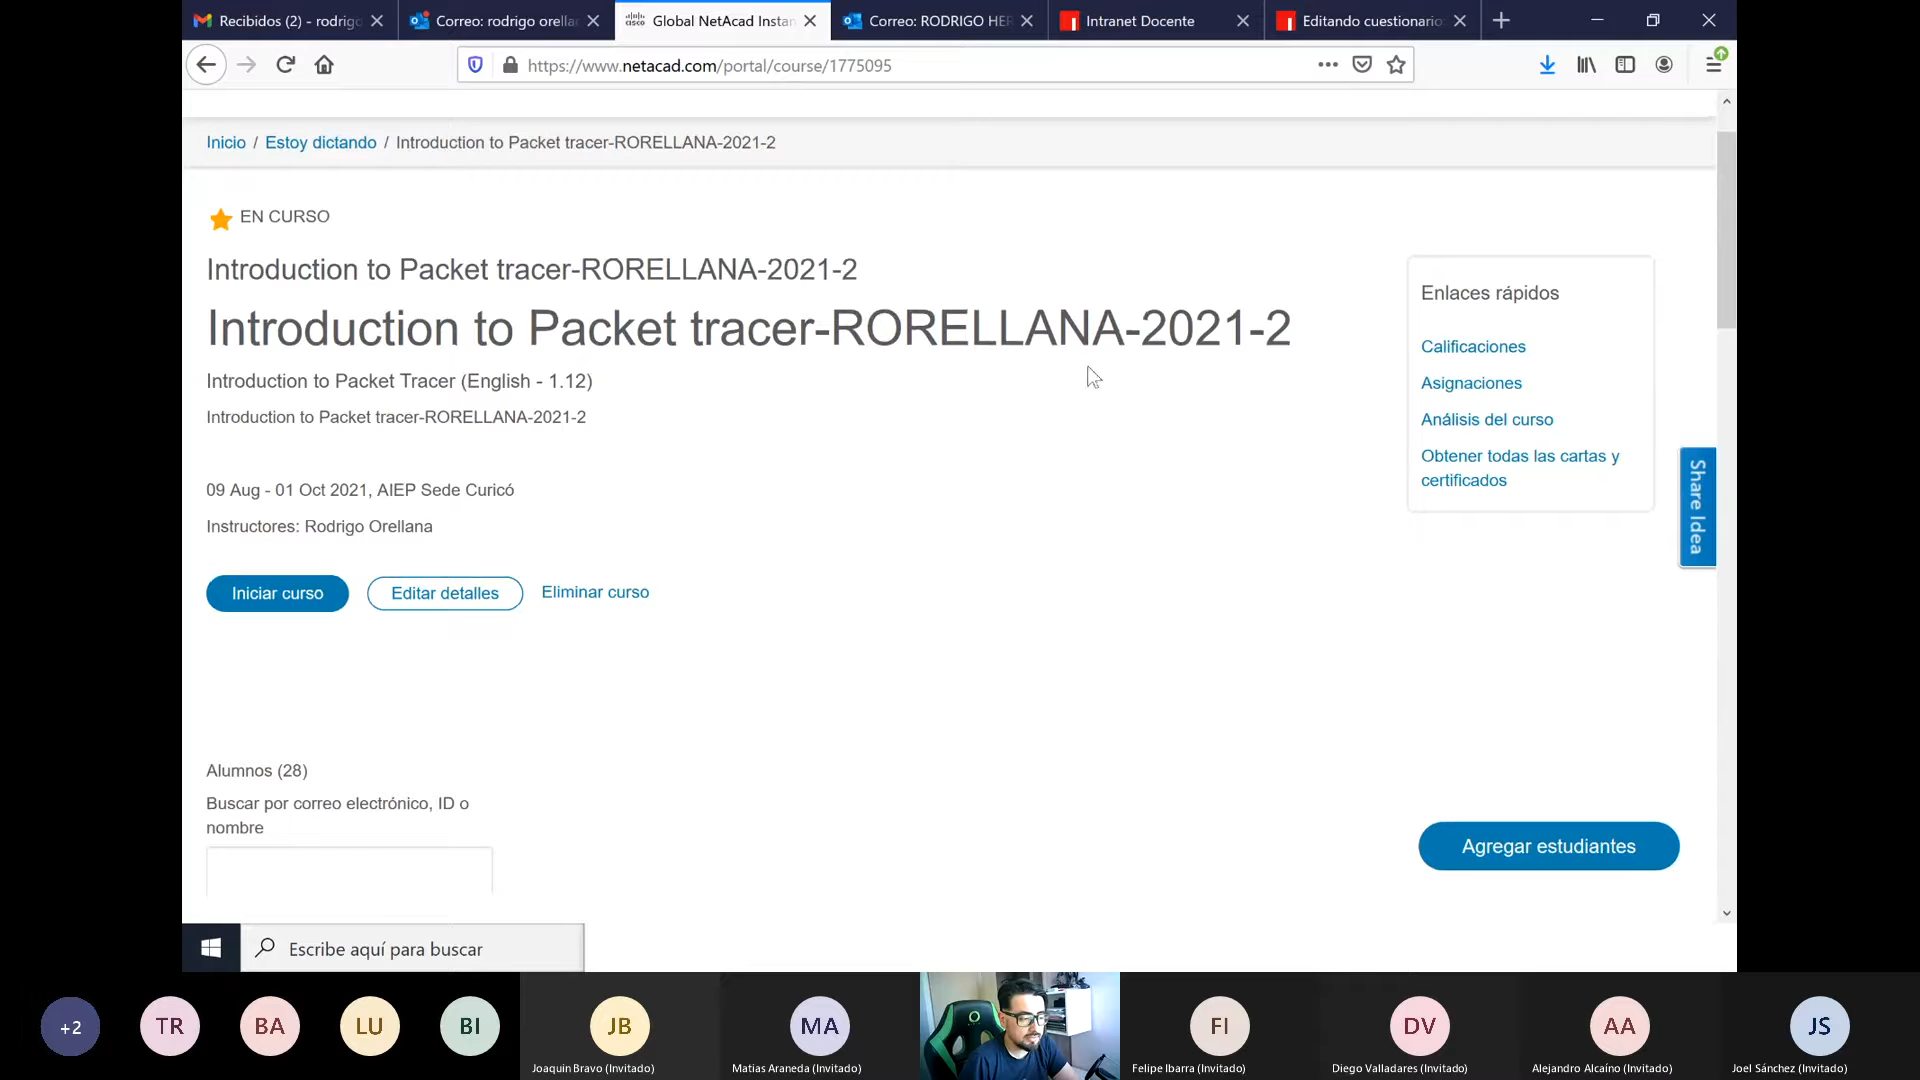 Recibidos (2) - rodrigo
Correo: rodrigo orella
Global NetAcad Instan
Correo: RODRIGO HER
Intranet Docente
Editando cuestionario
https://www.netacad.com/portal/course/1775095
Inicio / Estoy dictando / Introduction to Packet tracer-RORELLANA-2021-2
EN CURSO
Introduction to Packet tracer-RORELLANA-2021-2
Introduction to Packet tracer-RORELLANA-2021-2
Introduction to Packet Tracer (English - 1.12)
Introduction to Packet tracer-RORELLANA-2021-2
09 Aug - 01 Oct 2021, AIEP Sede Curicó
Instructores: Rodrigo Orellana
Iniciar curso
Editar detalles
Eliminar curso
Enlaces rápidos
Calificaciones
Asignaciones
Análisis del curso
Obtener todas las cartas y
certificados
Share Idea
Alumnos (28)
Buscar por correo electrónico, ID o
nombre
Agregar estudiantes
Escribe aquí para buscar
+2
TR
BA
LU
BI
JB
MA
FI
DV
AA
JS
Joaquin Bravo (Invitado)
Matias Araneda (Invitado)
Felipe Ibarra (Invitado)
Diego Valladares (Invitado)
Alejandro Alcaíno (Invitado)
Joel Sánchez (Invitado)